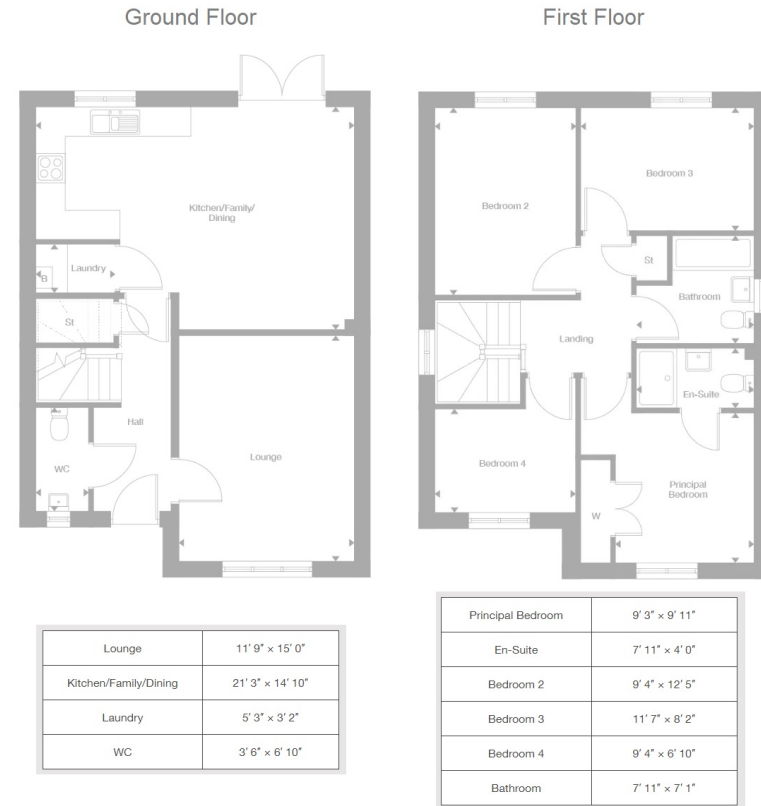 Ground Floor
First Floor
Kitchen/Family/
Dining
B
Laundry
St
Hall
WC
Lounge
Bedroom 2
Bedroom 3
St
Bathroom
Landing
En-Suite
Bedroom 4
W
Principal
Bedroom
Lounge 11' 9" × 15' 0"
Kitchen/Family/Dining 21' 3" × 14' 10"
Laundry 5' 3" × 3' 2"
WC 3' 6" × 6' 10"
Principal Bedroom 9' 3" × 9' 11"
En-Suite 7' 11" × 4' 0"
Bedroom 2 9' 4" × 12' 5"
Bedroom 3 11' 7" × 8' 2"
Bedroom 4 9' 4" × 6' 10"
Bathroom 7' 11" × 7' 1"